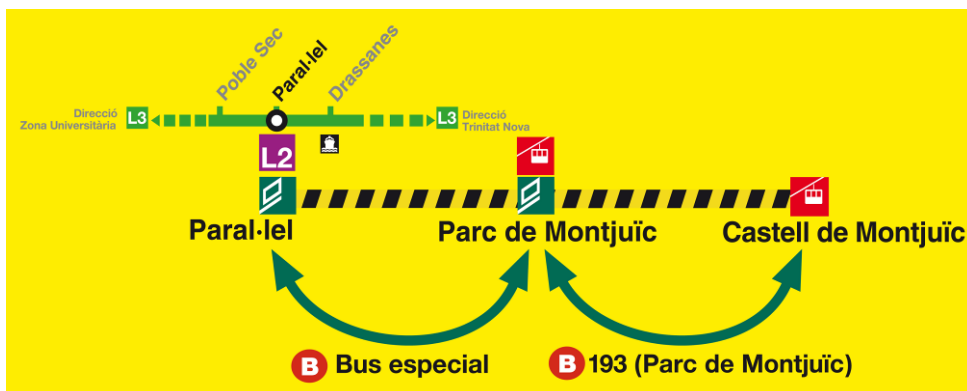 Poble Sec
Paral·lel
Drassanes
Direcció
Zona Universitària
L3
L3
Direcció
Trinitat Nova
L2
Paral·lel
Parc de Montjuïc
Castell de Montjuïc
B Bus especial
B 193 (Parc de Montjuïc)